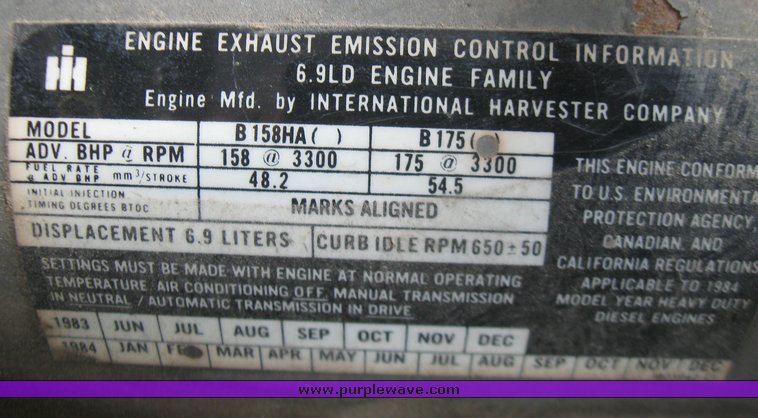 IH
ENGINE EXHAUST EMISSION CONTROL INFORMATION
6.9LD ENGINE FAMILY
Engine Mfd. by INTERNATIONAL HARVESTER COMPANY
MODEL B158HA ( ) B175 ( )
ADV. BHP @ RPM 158 @ 3300 175 @ 3300
FUEL RATE @ ADV BHP mm³/STROKE 48.2 54.5
INITIAL INJECTION TIMING DEGREES BTDC MARKS ALIGNED
DISPLACEMENT 6.9 LITERS CURB IDLE RPM 650 ± 50
SETTINGS MUST BE MADE WITH ENGINE AT NORMAL OPERATING
TEMPERATURE. AIR CONDITIONING OFF. MANUAL TRANSMISSION
IN NEUTRAL / AUTOMATIC TRANSMISSION IN DRIVE
THIS ENGINE CONFORM
TO U.S. ENVIRONMENTA
PROTECTION AGENCY,
CANADIAN, AND
CALIFORNIA REGULATIONS
APPLICABLE TO 1984
MODEL YEAR HEAVY DUTY
DIESEL ENGINES
1983 JUN JUL AUG SEP OCT NOV DEC
1984 JAN MAR APR MAY JUN JUL AUG SEP OCT NOV DEC
www.purplewave.com